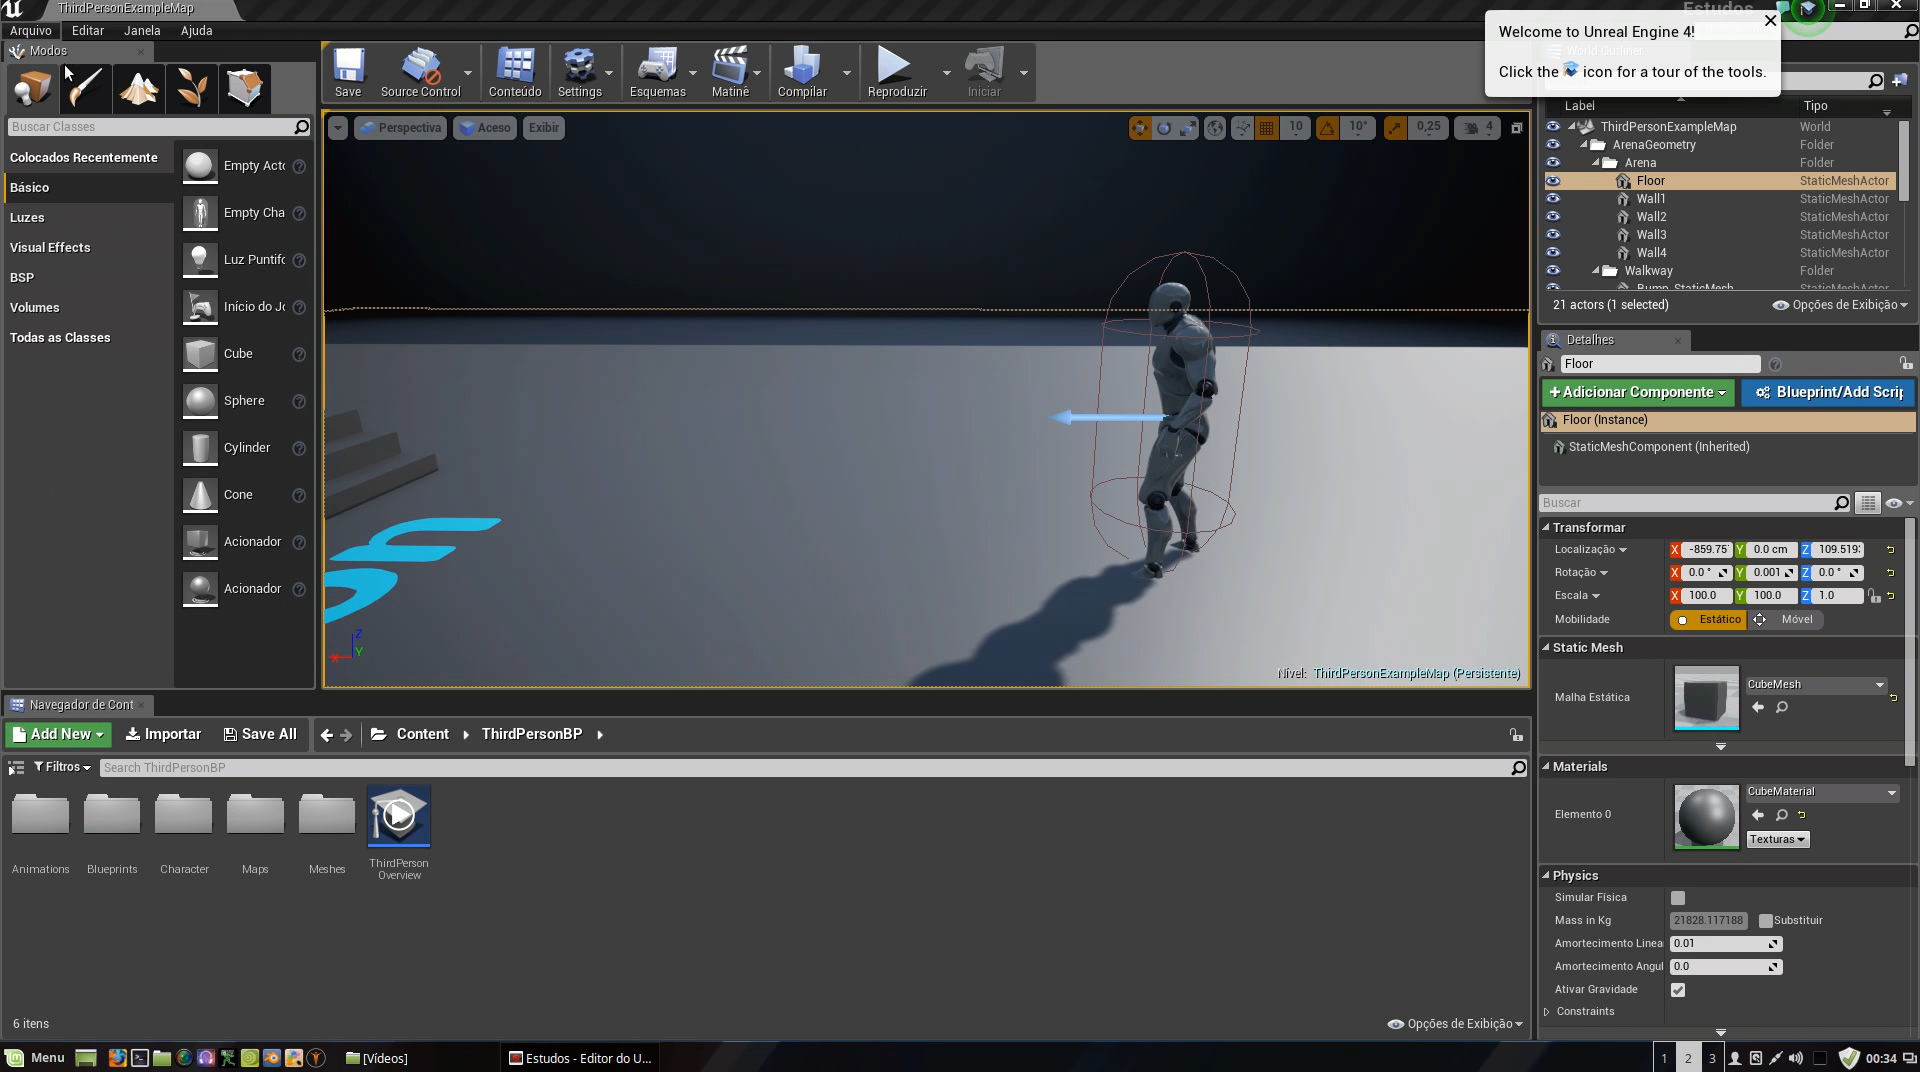 ThirdPersonExampleMap
Estudos
Arquivo Editar Janela Ajuda
Modos
Save
Source Control
Conteúdo
Settings
Esquemas
Matinê
Compilar
Reproduzir
Iniciar
Welcome to Unreal Engine 4!
Click the icon for a tour of the tools.
World Outliner
Buscar Classes
Colocados Recentemente
Básico
Luzes
Visual Effects
BSP
Volumes
Todas as Classes
Empty Acto
Empty Cha
Luz Puntifo
Início do Jo
Cube
Sphere
Cylinder
Cone
Acionador
Acionador
Perspectiva
Aceso
Exibir
10
10°
0,25
4
Z
X
Y
Nível: ThirdPersonExampleMap (Persistente)
Label Tipo
ThirdPersonExampleMap World
ArenaGeometry Folder
Arena Folder
Floor StaticMeshActor
Wall1 StaticMeshActor
Wall2 StaticMeshActor
Wall3 StaticMeshActor
Wall4 StaticMeshActor
Walkway Folder
Bump_StaticMesh StaticMeshActor
21 actors (1 selected) Opções de Exibição
Detalhes
Floor
+Adicionar Componente
Blueprint/Add Scrip
Floor (Instance)
StaticMeshComponent (Inherited)
Buscar
Transformar
Localização X -859.75 Y 0.0 cm Z 109.519
Rotação X 0.0 ° Y 0.001 Z 0.0 °
Escala X 100.0 Y 100.0 Z 1.0
Mobilidade Estático Móvel
Static Mesh
Malha Estática
CubeMesh
Materials
Elemento 0
CubeMaterial
Texturas
Physics
Simular Física
Mass in Kg 21828.117188 Substituir
Amortecimento Linea 0.01
Amortecimento Angul 0.0
Ativar Gravidade
Constraints
Navegador de Cont
Add New
Importar
Save All
Content
ThirdPersonBP
Filtros
Search ThirdPersonBP
Animations
Blueprints
Character
Maps
Meshes
ThirdPerson
Overview
6 itens
Opções de Exibição
Menu
[Vídeos]
Estudos - Editor do U...
1 2 3
00:34